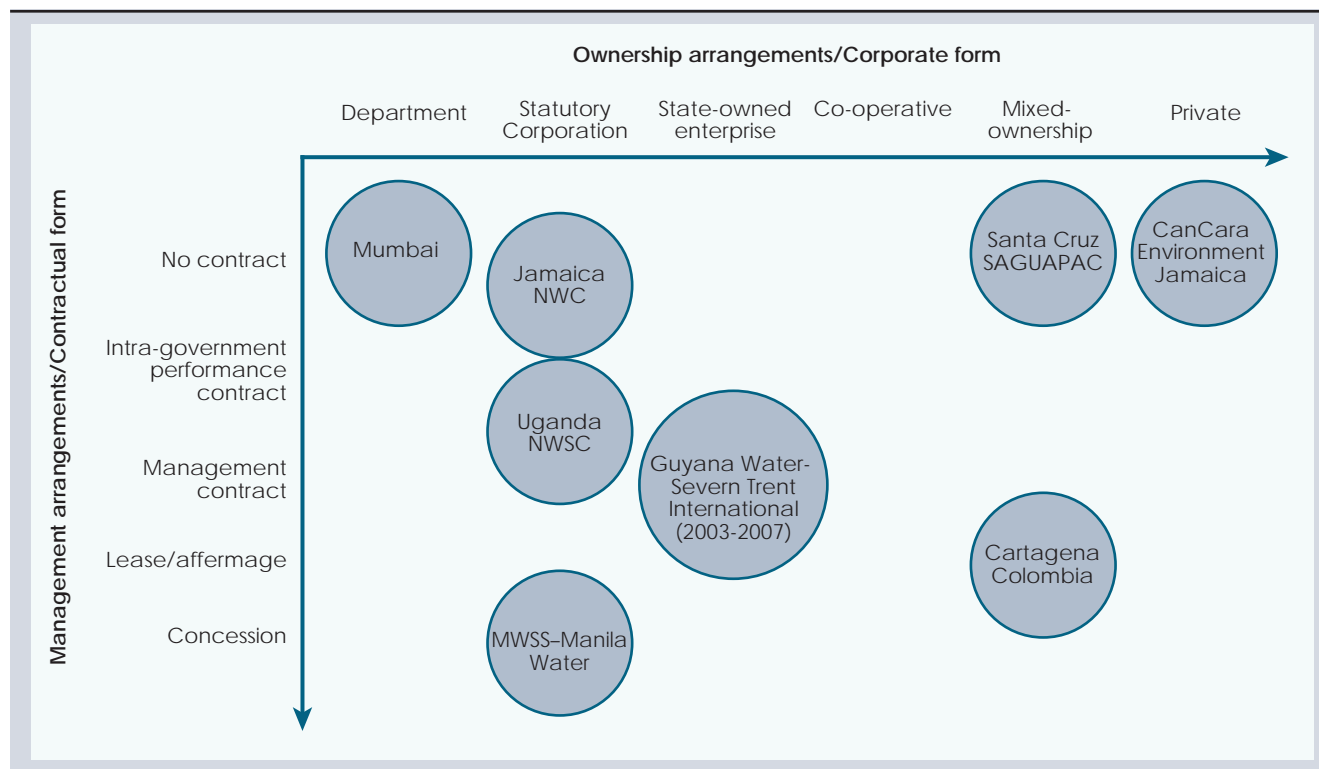 Ownership arrangements/Corporate form
Department
Statutory
Corporation
State-owned
enterprise
Co-operative
Mixed-
ownership
Private
Management arrangements/Contractual form
No contract
Intra-government
performance
contract
Management
contract
Lease/affermage
Concession
Mumbai
Jamaica
NWC
Santa Cruz
SAGUAPAC
CanCara
Environment
Jamaica
Uganda
NWSC
Guyana Water-
Severn Trent
International
(2003-2007)
Cartagena
Colombia
MWSS–Manila
Water